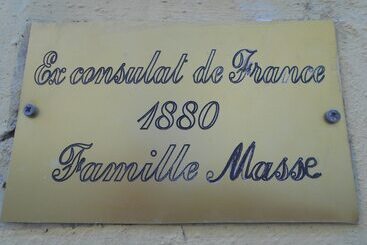 Ex consulat de France
1880
Famille Masse